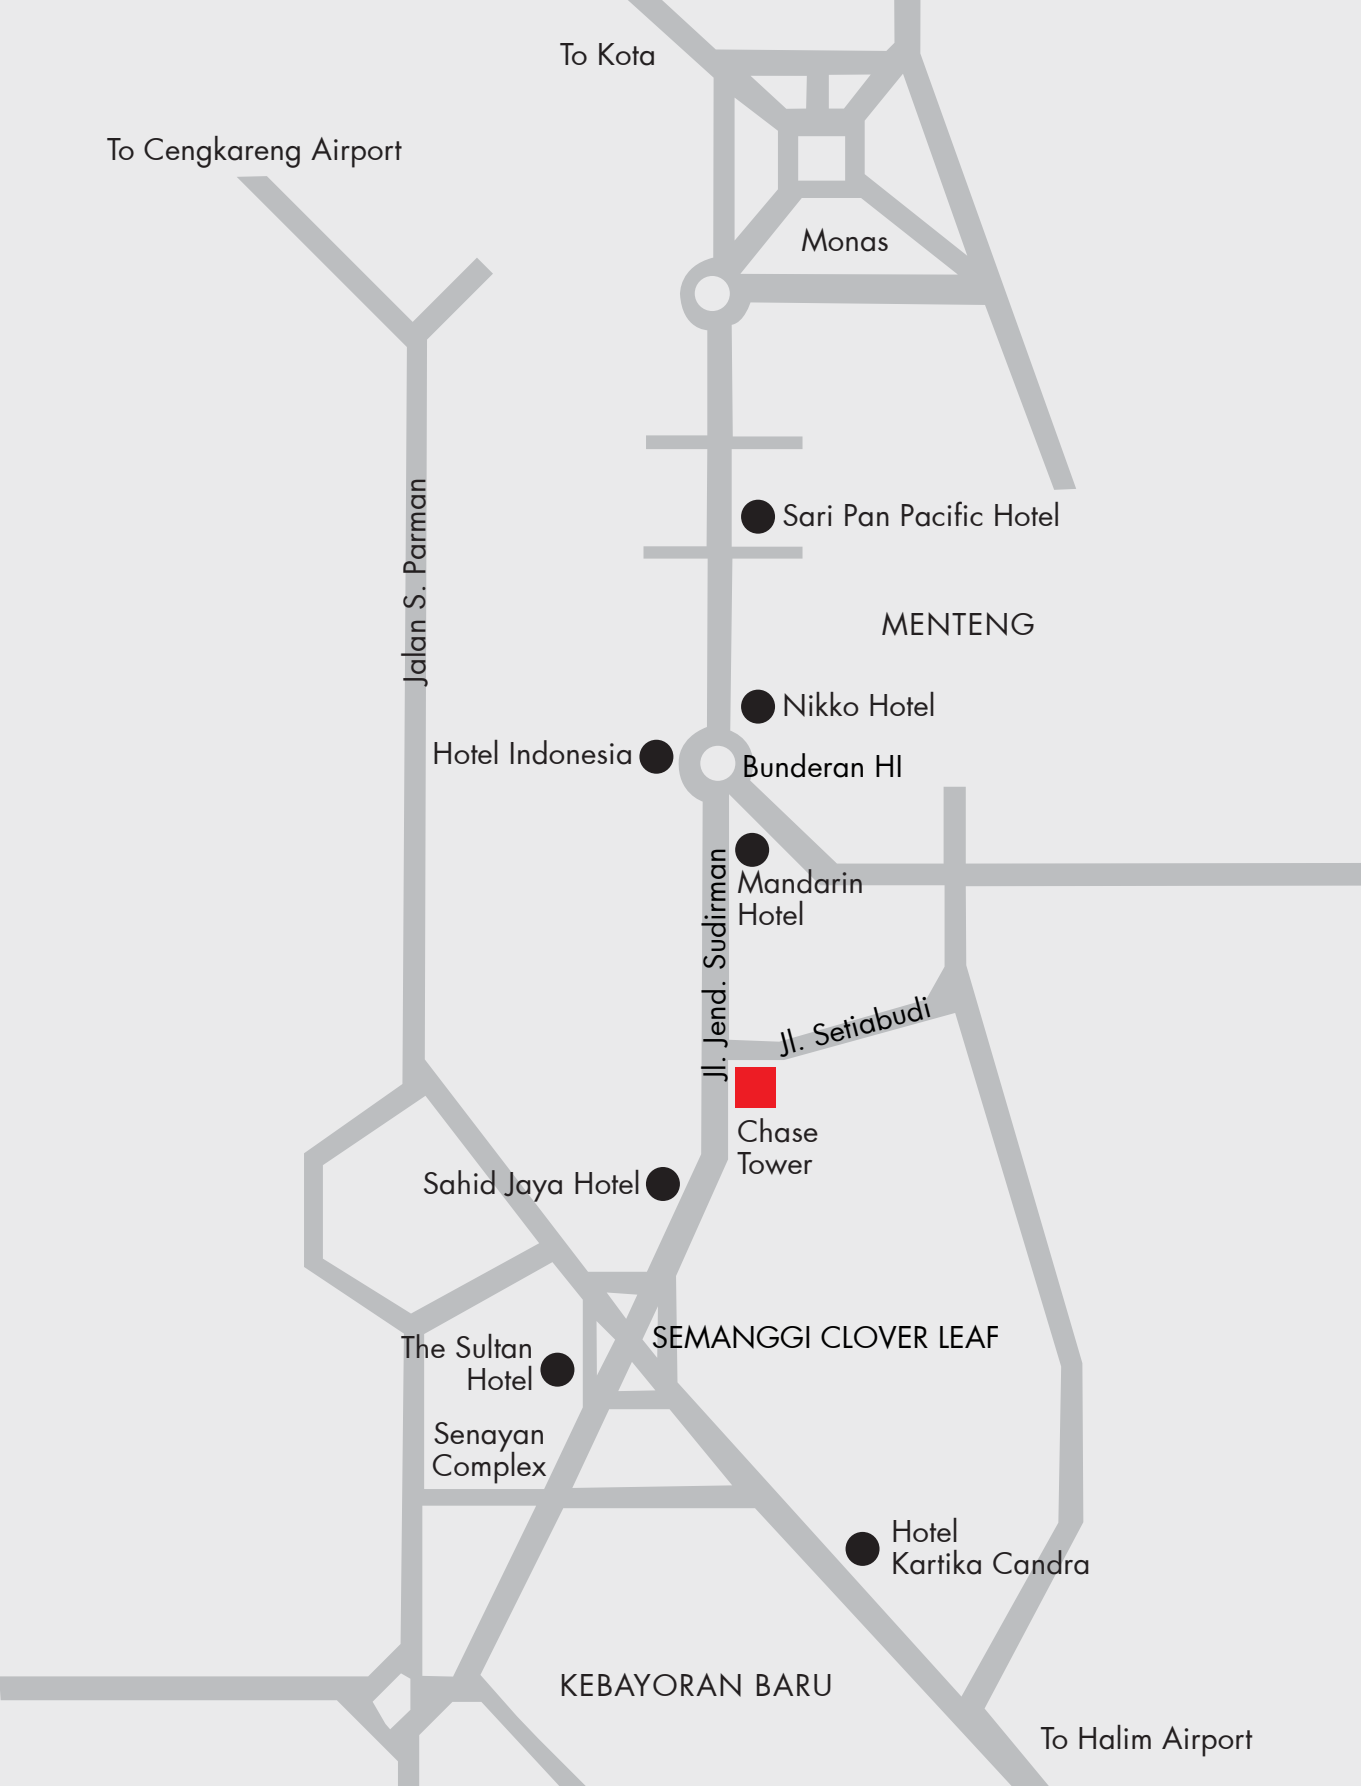 To Kota
To Cengkareng Airport
Monas
Jalan S. Parman
Sari Pan Pacific Hotel
MENTENG
Nikko Hotel
Hotel Indonesia
Bunderan HI
Mandarin
Hotel
Jl. Jend. Sudirman
Jl. Setiabudi
Chase
Tower
Sahid Jaya Hotel
SEMANGGI CLOVER LEAF
The Sultan
Hotel
Senayan
Complex
Hotel
Kartika Candra
KEBAYORAN BARU
To Halim Airport